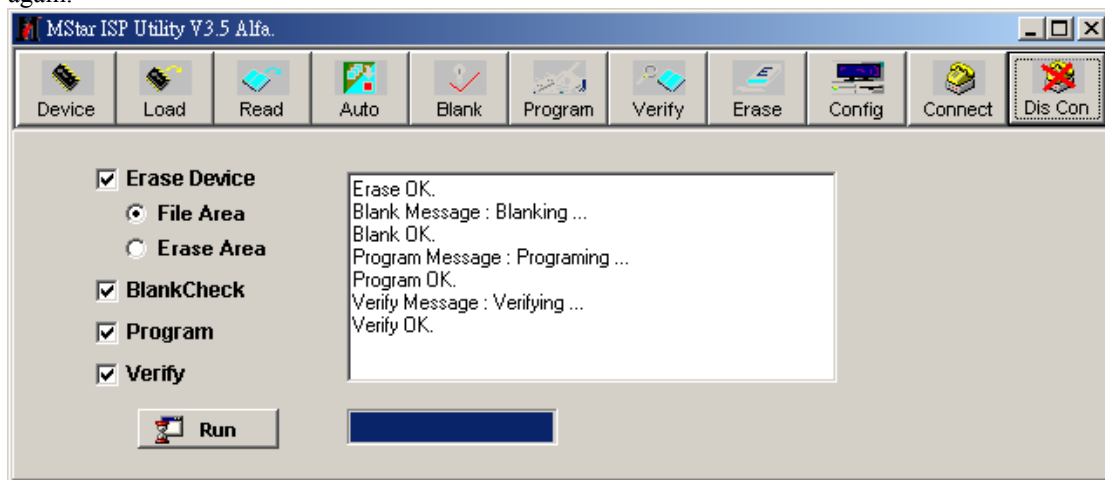 again.
MStar ISP Utility V3.5 Alfa.
Device Load Read Auto Blank Program Verify Erase Config Connect Dis Con
Erase Device
File Area
Erase Area
BlankCheck
Program
Verify
Run
Erase OK.
Blank Message : Blanking ...
Blank OK.
Program Message : Programing ...
Program OK.
Verify Message : Verifying ...
Verify OK.